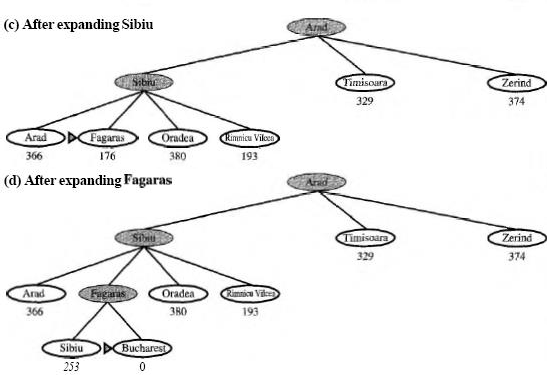 (c) After expanding Sibiu
Arad
Sibiu Timisoara Zerind
329 374
Arad Fagaras Oradea Rimnicu Vilcea
366 176 380 193
(d) After expanding Fagaras
Arad
Sibiu Timisoara Zerind
329 374
Arad Fagaras Oradea Rimnicu Vilcea
366 380 193
Sibiu Bucharest
253 0